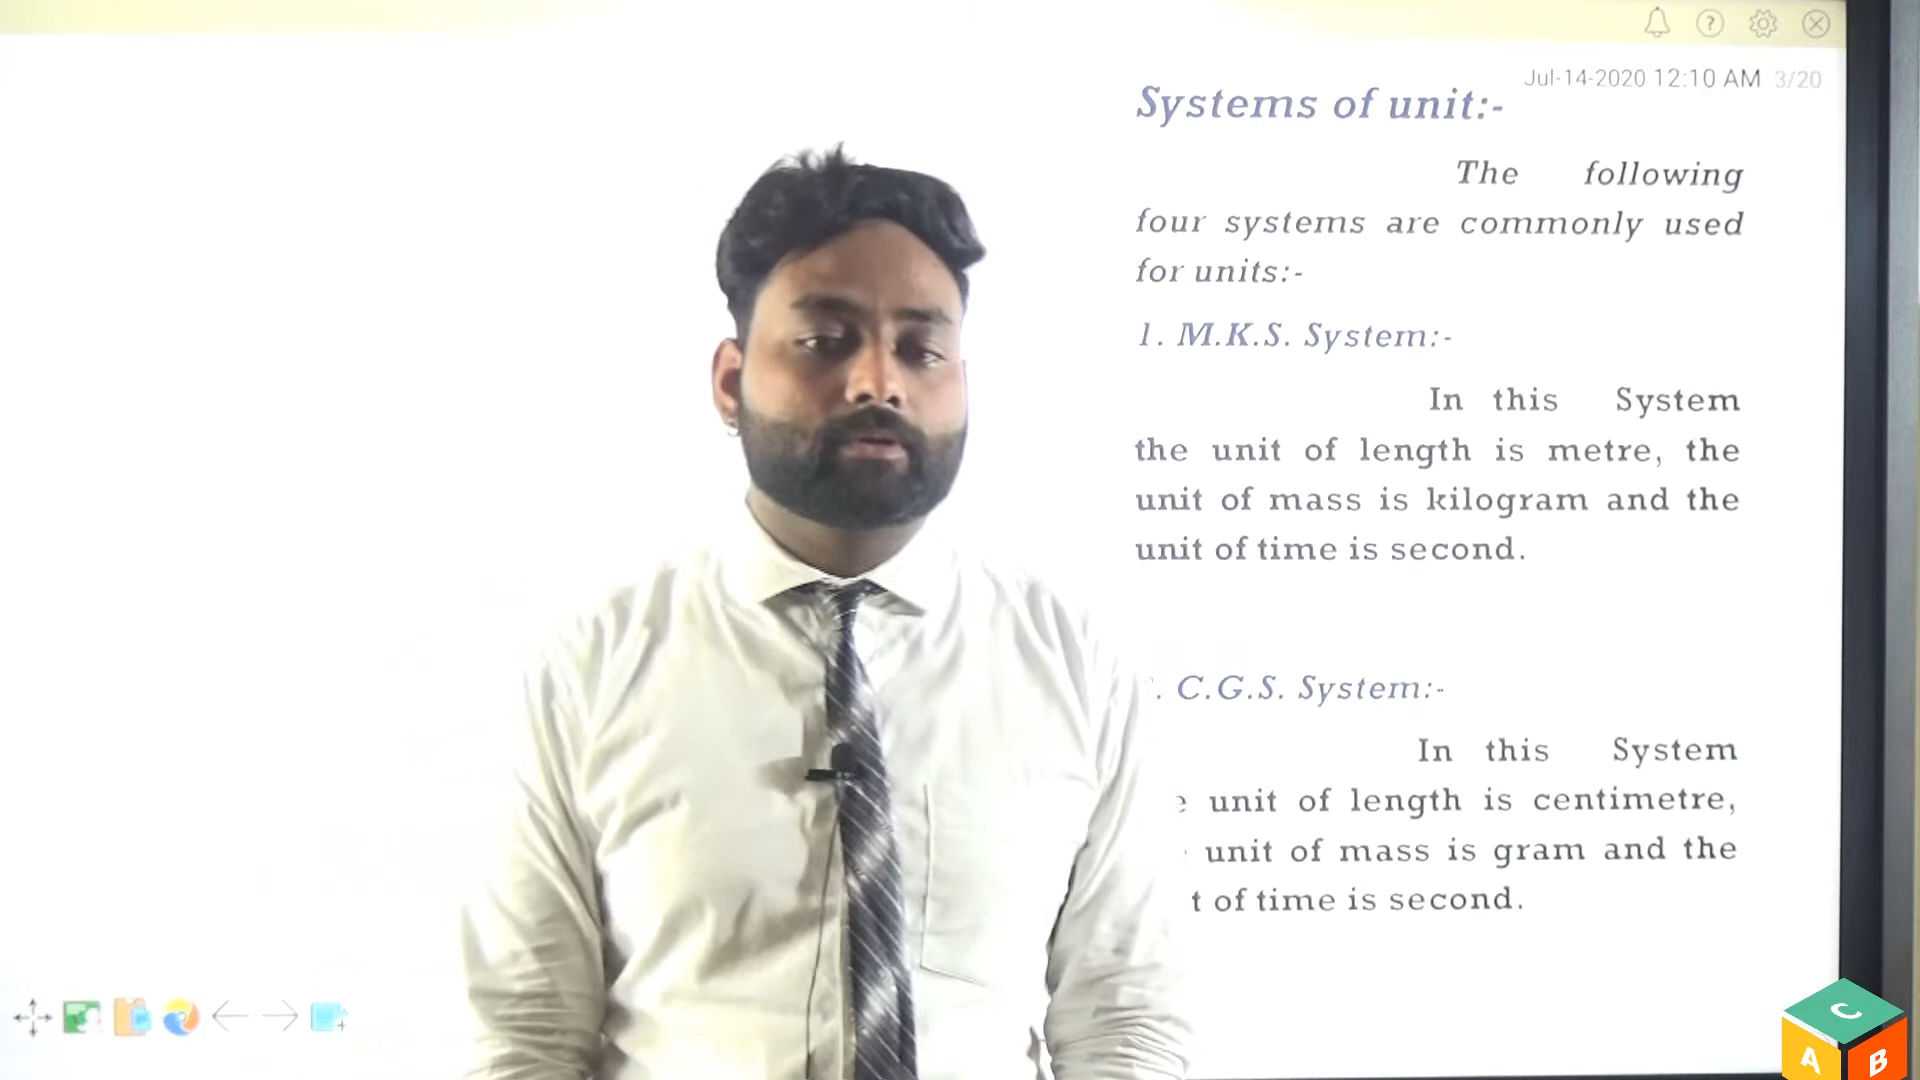 Jul-14-2020 12:10 AM 3/20
Systems of unit:-
The following
four systems are commonly used
for units:-
1. M.K.S. System:-
In this System
the unit of length is metre, the
unit of mass is kilogram and the
unit of time is second.
. C.G.S. System:-
In this System
unit of length is centimetre,
unit of mass is gram and the
t of time is second.
C
A B